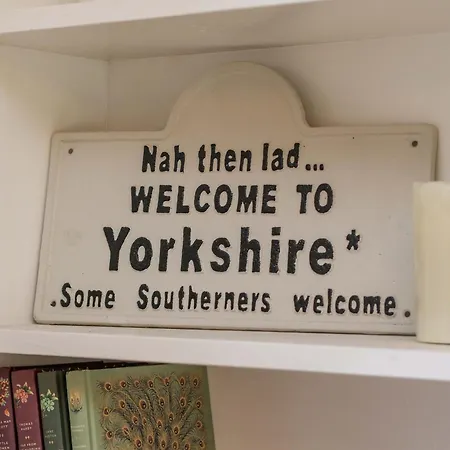 Nah then lad...
WELCOME TO
Yorkshire*
.Some Southerners welcome.